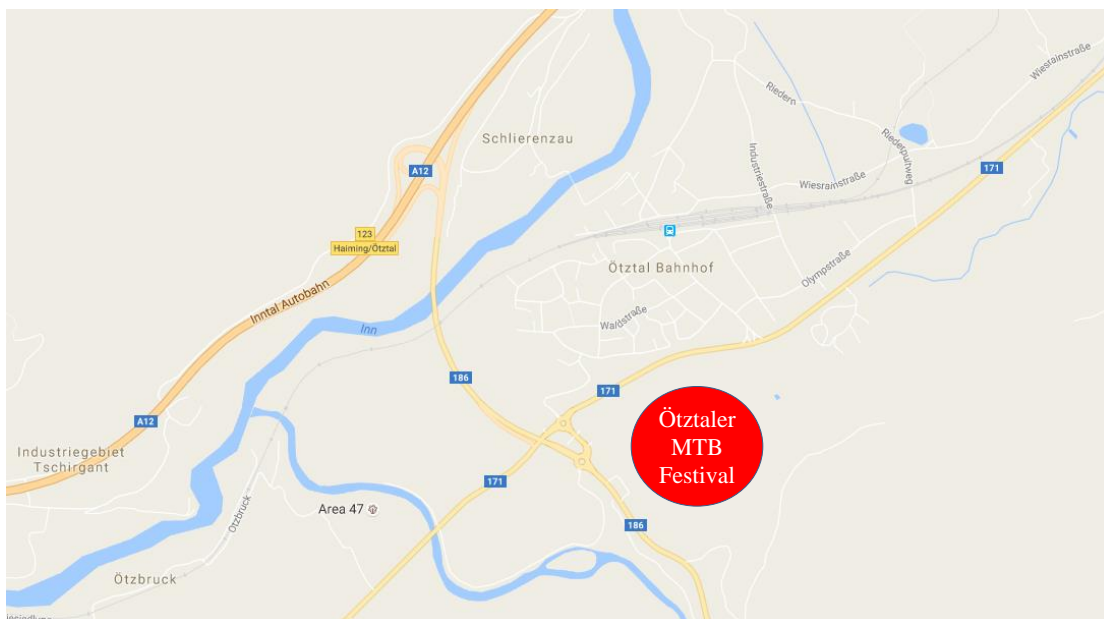 Wiesrainstraße
Riedern
Schlierenzau
Industriestraße
Riederpuitweg
A12
171
Wiesrainstraße
123
Haiming/Ötztal
Ötztal Bahnhof
Olympstraße
Inntal Autobahn
Waldstraße
Inn
186
171
Ötztaler
MTB
Festival
A12
Industriegebiet
Tschirgant
171
Area 47
Ötzbruck
186
Ötzbruck